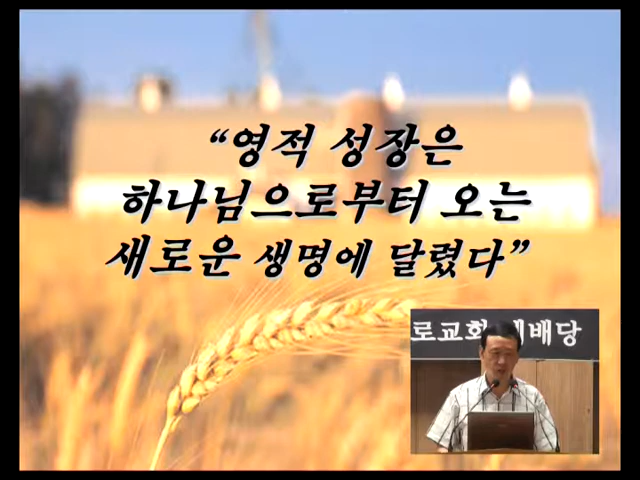 “영적 성장은
하나님으로부터 오는
새로운 생명에 달렸다”
로교회 예배당